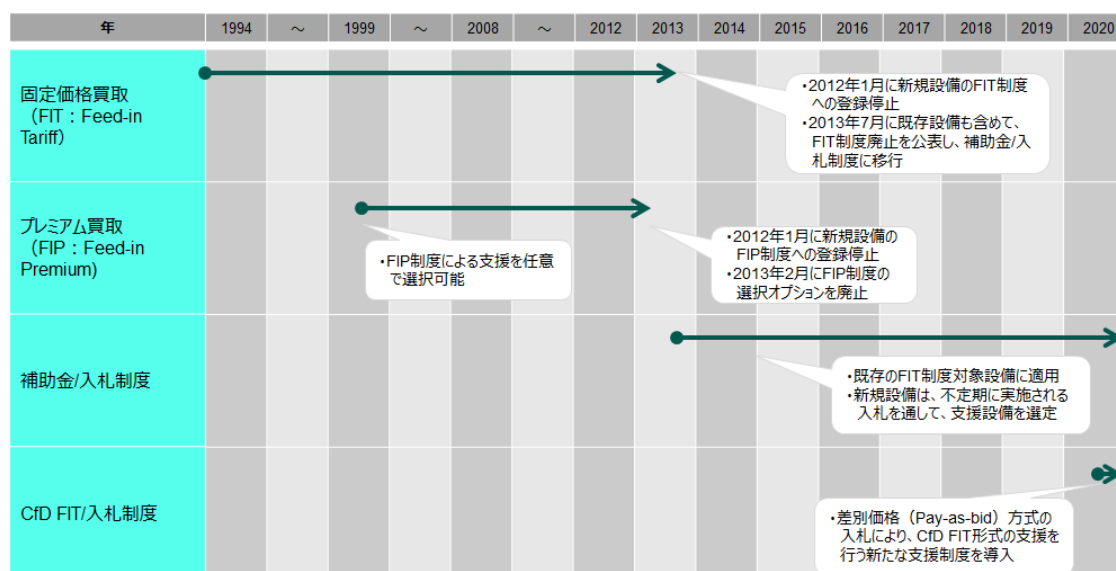 年 1994 ～ 1999 ～ 2008 ～ 2012 2013 2014 2015 2016 2017 2018 2019 2020
固定価格買取
（FIT：Feed-in
Tariff）
・2012年1月に新規設備のFIT制度
への登録停止
・2013年7月に既存設備も含めて、
FIT制度廃止を公表し、補助金/入
札制度に移行
プレミアム買取
（FIP：Feed-in
Premium)
・FIP制度による支援を任意
で選択可能
・2012年1月に新規設備の
FIP制度への登録停止
・2013年2月にFIP制度の
選択オプションを廃止
補助金/入札制度
・既存のFIT制度対象設備に適用
・新規設備は、不定期に実施される
入札を通して、支援設備を選定
CfD FIT/入札制度
・差別価格（Pay-as-bid）方式の
入札により、CfD FIT形式の支援を
行う新たな支援制度を導入